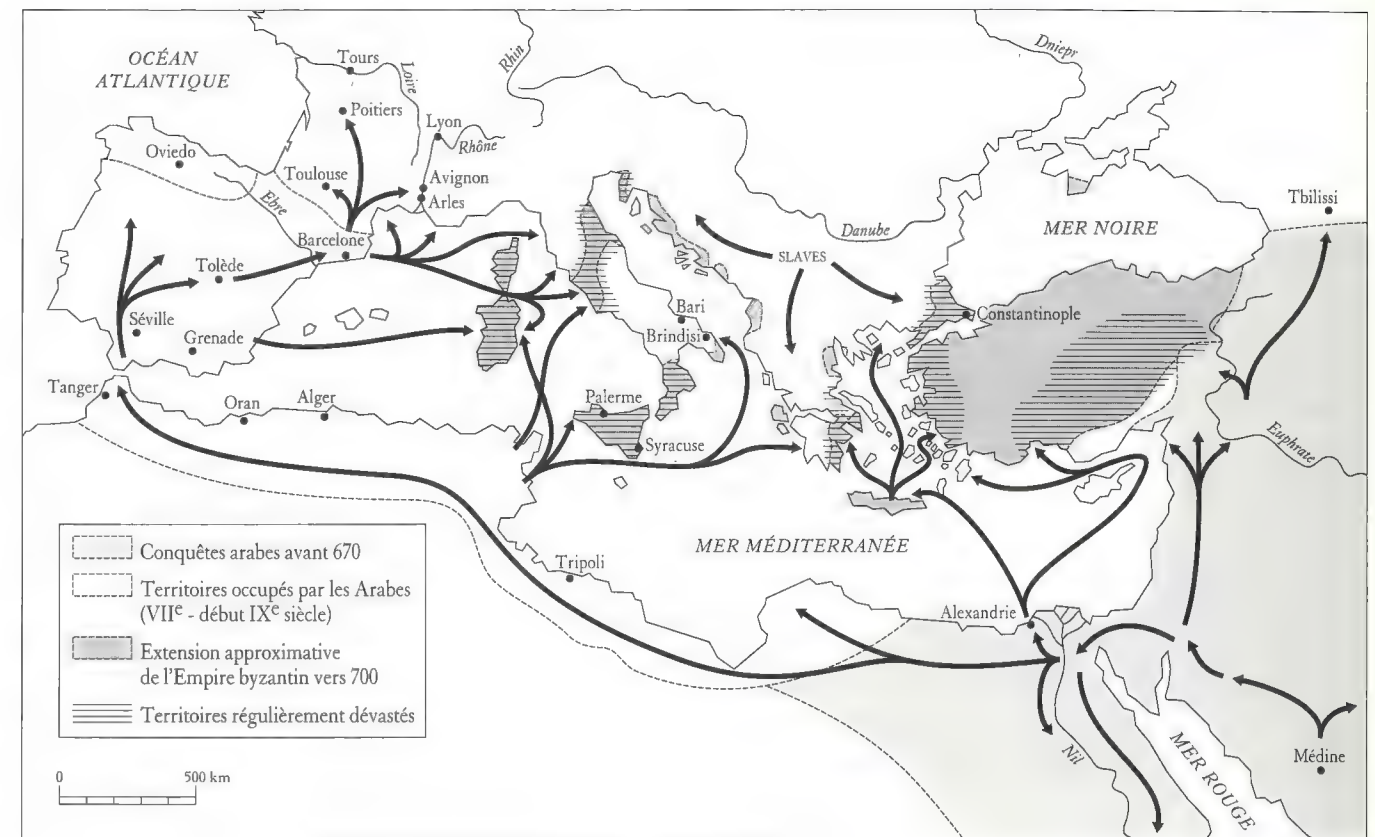 OCÉAN
ATLANTIQUE
Tours
Loire
Rhin
Dniepr
Poitiers
Lyon
Rhône
Oviedo
Toulouse
Avignon
Arles
Ebre
Tbilissi
MER NOIRE
Danube
Barcelone
SLAVES
Tolède
Constantinople
Bari
Brindisi
Séville
Grenade
Tanger
Oran
Alger
Palerme
Syracuse
Euphrate
MER MÉDITERRANÉE
Tripoli
Alexandrie
Nil
MER ROUGE
Médine
Conquêtes arabes avant 670
Territoires occupés par les Arabes
(VIIe - début IXe siècle)
Extension approximative
de l'Empire byzantin vers 700
Territoires régulièrement dévastés
0 500 km